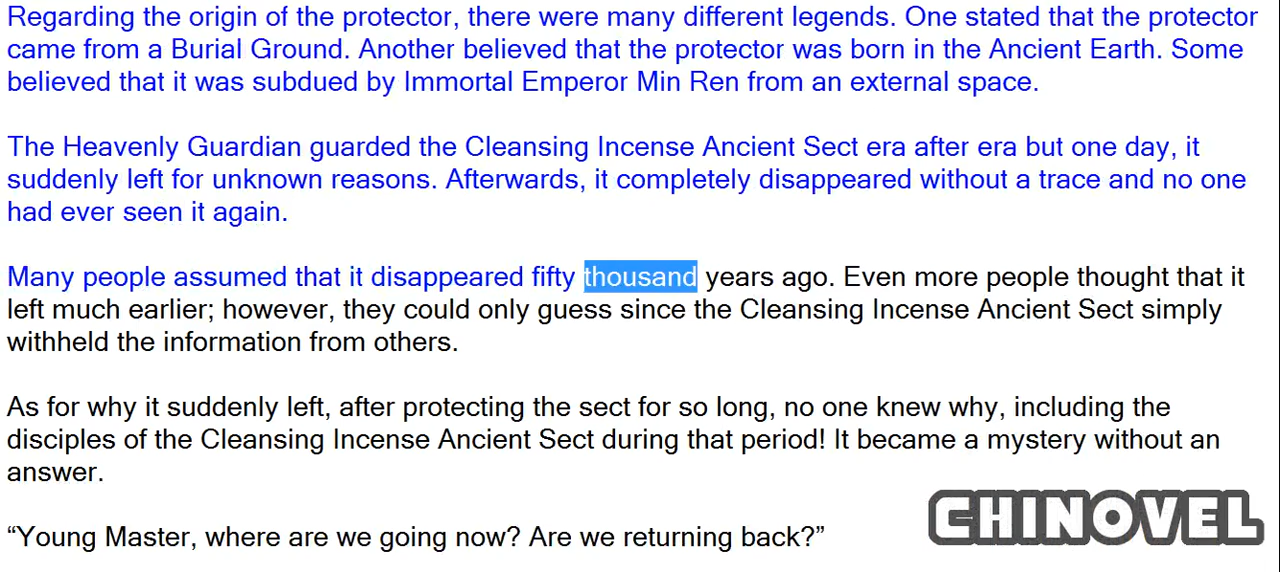 Regarding the origin of the protector, there were many different legends. One stated that the protector
came from a Burial Ground. Another believed that the protector was born in the Ancient Earth. Some
believed that it was subdued by Immortal Emperor Min Ren from an external space.
The Heavenly Guardian guarded the Cleansing Incense Ancient Sect era after era but one day, it
suddenly left for unknown reasons. Afterwards, it completely disappeared without a trace and no one
had ever seen it again.
Many people assumed that it disappeared fifty thousand years ago. Even more people thought that it
left much earlier; however, they could only guess since the Cleansing Incense Ancient Sect simply
withheld the information from others.
As for why it suddenly left, after protecting the sect for so long, no one knew why, including the
disciples of the Cleansing Incense Ancient Sect during that period! It became a mystery without an
answer.
“Young Master, where are we going now? Are we returning back?”
CHINOVEL